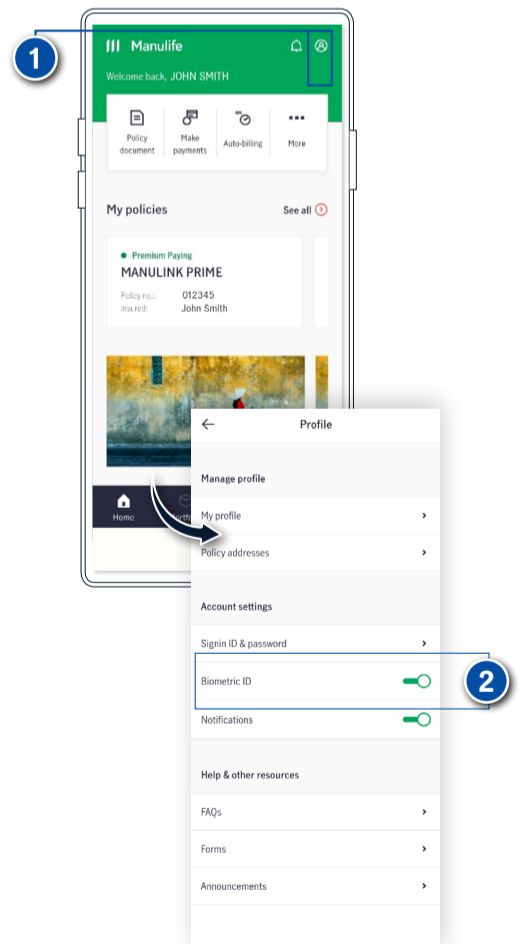 1
Manulife
Welcome back, JOHN SMITH
Policy document
Make payments
Auto-billing
More
My policies
See all
Premium Paying
MANULINK PRIME
Policy no.: 012345
Insured: John Smith
Home
Profile
Manage profile
My profile
Policy addresses
Account settings
Signin ID & password
Biometric ID
2
Notifications
Help & other resources
FAQs
Forms
Announcements